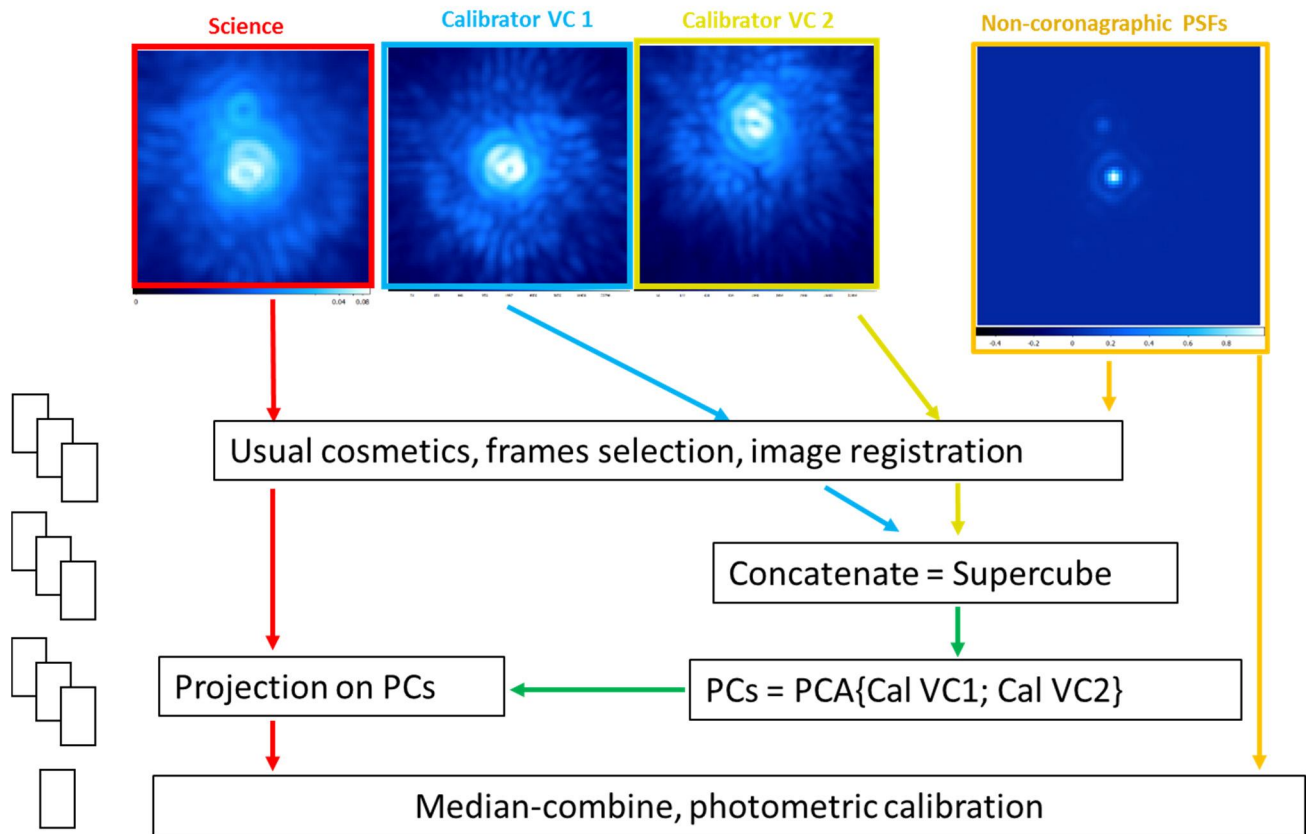 Science
Calibrator VC 1
Calibrator VC 2
Non-coronagraphic PSFs
0 0.04 0.08
-0.4 -0.2 0 0.2 0.4 0.6 0.8
Usual cosmetics, frames selection, image registration
Concatenate = Supercube
Projection on PCs
PCs = PCA{Cal VC1; Cal VC2}
Median-combine, photometric calibration